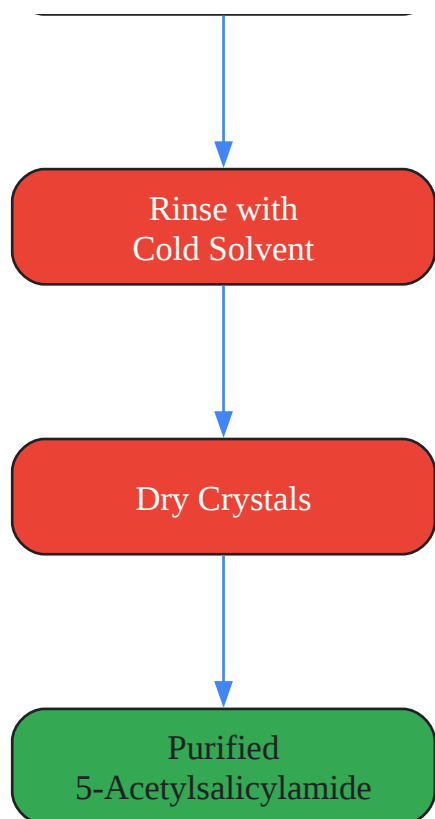 Rinse with
Cold Solvent
Dry Crystals
Purified
5-Acetylsalicylamide